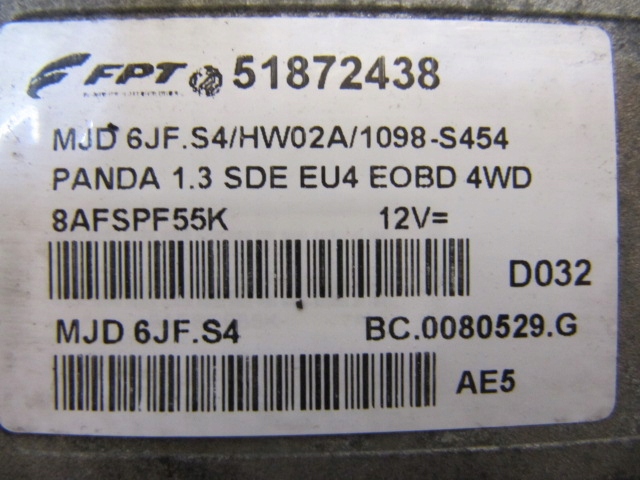 FPT 51872438
MJD 6JF.S4/HW02A/1098-S454
PANDA 1.3 SDE EU4 EOBD 4WD
8AFSPF55K 12V=
D032
MJD 6JF.S4 BC.0080529.G
AE5